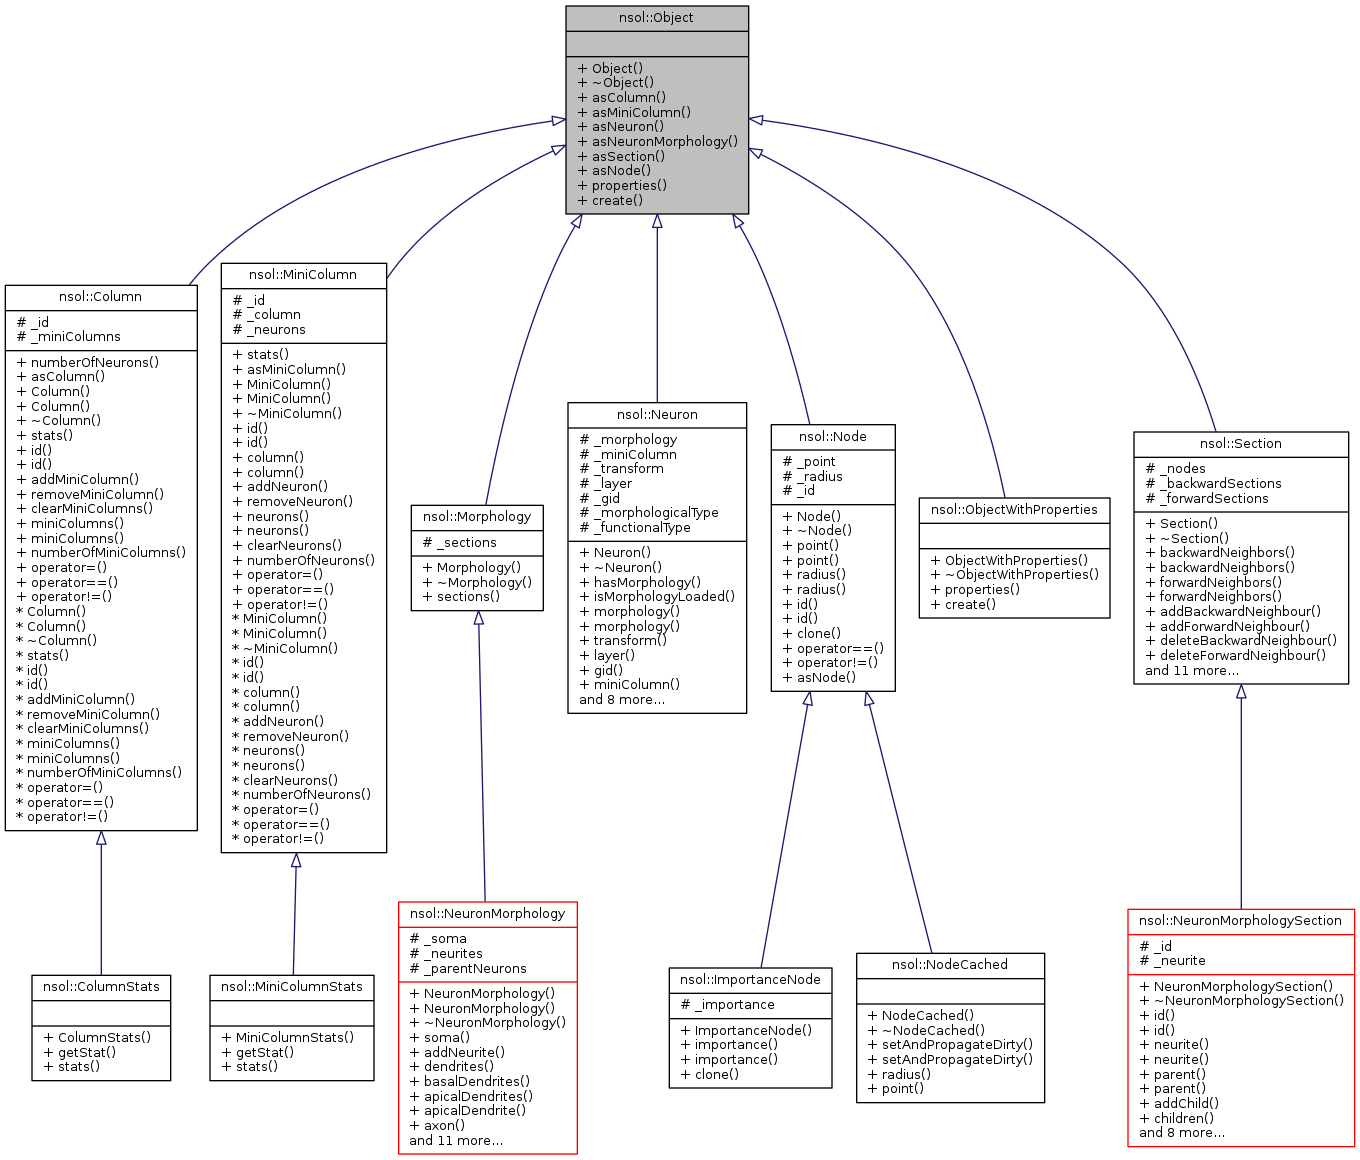 nsol::Object
+ Object()
+ ~Object()
+ asColumn()
+ asMiniColumn()
+ asNeuron()
+ asNeuronMorphology()
+ asSection()
+ asNode()
+ properties()
+ create()
nsol::Column
# _id
# _miniColumns
+ numberOfNeurons()
+ asColumn()
+ Column()
+ Column()
+ ~Column()
+ stats()
+ id()
+ id()
+ addMiniColumn()
+ removeMiniColumn()
+ clearMiniColumns()
+ miniColumns()
+ miniColumns()
+ numberOfMiniColumns()
+ operator=()
+ operator==()
+ operator!=()
* Column()
* Column()
* ~Column()
* stats()
* id()
* id()
* addMiniColumn()
* removeMiniColumn()
* clearMiniColumns()
* miniColumns()
* miniColumns()
* numberOfMiniColumns()
* operator=()
* operator==()
* operator!=()
nsol::MiniColumn
# _id
# _column
# _neurons
+ stats()
+ asMiniColumn()
+ MiniColumn()
+ MiniColumn()
+ ~MiniColumn()
+ id()
+ id()
+ column()
+ column()
+ addNeuron()
+ removeNeuron()
+ neurons()
+ neurons()
+ clearNeurons()
+ numberOfNeurons()
+ operator=()
+ operator==()
+ operator!=()
* MiniColumn()
* MiniColumn()
* ~MiniColumn()
* id()
* id()
* column()
* column()
* addNeuron()
* removeNeuron()
* neurons()
* neurons()
* clearNeurons()
* numberOfNeurons()
* operator=()
* operator==()
* operator!=()
nsol::Morphology
# _sections
+ Morphology()
+ ~Morphology()
+ sections()
nsol::Neuron
# _morphology
# _miniColumn
# _transform
# _layer
# _gid
# _morphologicalType
# _functionalType
+ Neuron()
+ ~Neuron()
+ hasMorphology()
+ isMorphologyLoaded()
+ morphology()
+ morphology()
+ transform()
+ layer()
+ gid()
+ miniColumn()
and 8 more...
nsol::Node
# _point
# _radius
# _id
+ Node()
+ ~Node()
+ point()
+ point()
+ radius()
+ radius()
+ id()
+ id()
+ clone()
+ operator==()
+ operator!=()
+ asNode()
nsol::ObjectWithProperties
+ ObjectWithProperties()
+ ~ObjectWithProperties()
+ properties()
+ create()
nsol::Section
# _nodes
# _backwardSections
# _forwardSections
+ Section()
+ ~Section()
+ backwardNeighbors()
+ backwardNeighbors()
+ forwardNeighbors()
+ forwardNeighbors()
+ addBackwardNeighbour()
+ addForwardNeighbour()
+ deleteBackwardNeighbour()
+ deleteForwardNeighbour()
and 11 more...
nsol::ColumnStats
+ ColumnStats()
+ getStat()
+ stats()
nsol::MiniColumnStats
+ MiniColumnStats()
+ getStat()
+ stats()
nsol::NeuronMorphology
# _soma
# _neurites
# _parentNeurons
+ NeuronMorphology()
+ NeuronMorphology()
+ ~NeuronMorphology()
+ soma()
+ addNeurite()
+ dendrites()
+ basalDendrites()
+ apicalDendrites()
+ apicalDendrite()
+ axon()
and 11 more...
nsol::ImportanceNode
# _importance
+ ImportanceNode()
+ importance()
+ importance()
+ clone()
nsol::NodeCached
+ NodeCached()
+ ~NodeCached()
+ setAndPropagateDirty()
+ setAndPropagateDirty()
+ radius()
+ point()
nsol::NeuronMorphologySection
# _id
# _neurite
+ NeuronMorphologySection()
+ ~NeuronMorphologySection()
+ id()
+ id()
+ neurite()
+ neurite()
+ parent()
+ parent()
+ addChild()
+ children()
and 8 more...